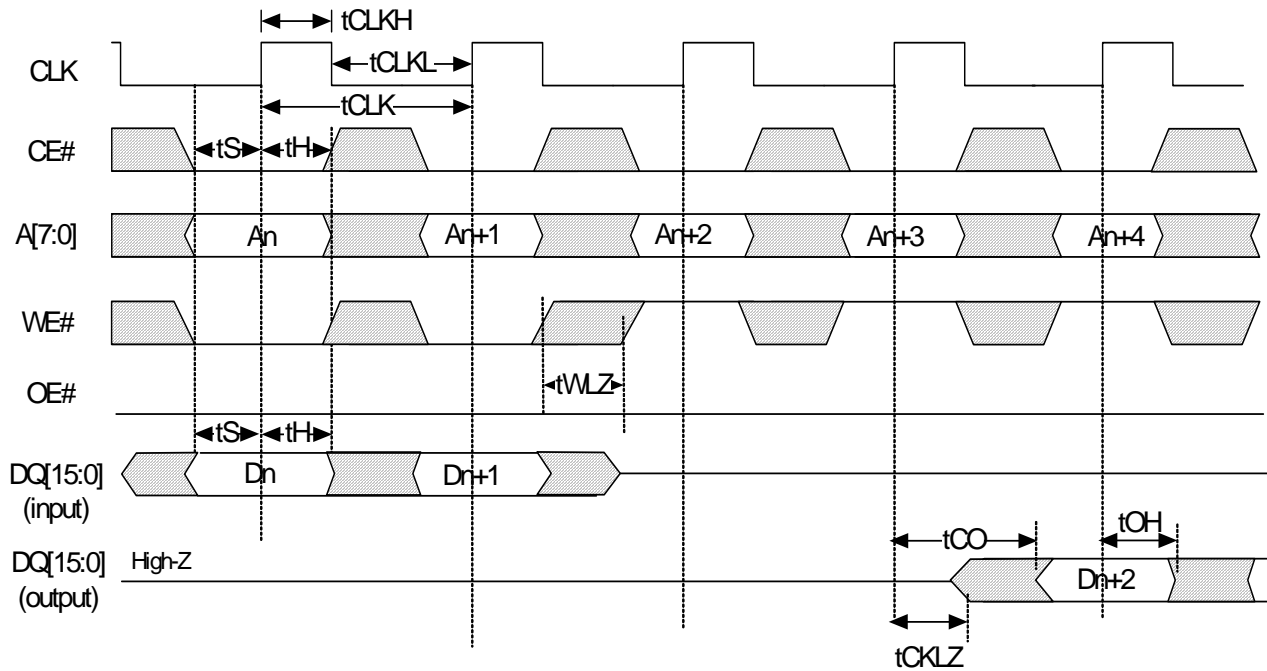 tCLKH
CLK
tCLKL
tCLK
CE#
tS
tH
A[7:0]
An
An+1
An+2
An+3
An+4
WE#
tWLZ
OE#
tS
tH
DQ[15:0]
(input)
Dn
Dn+1
tCO
tOH
DQ[15:0]
(output)
High-Z
Dn+2
tCKLZ